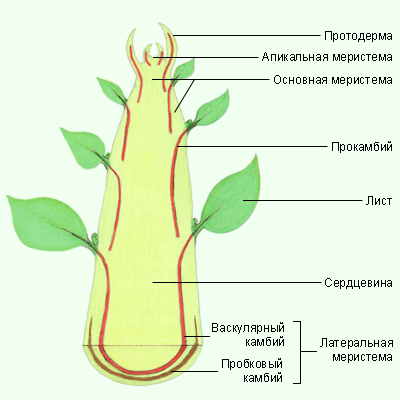 Протодерма
Апикальная меристема
Основная меристема
Прокамбий
Лист
Сердцевина
Васкулярный
камбий
Пробковый
камбий
Латеральная
меристема